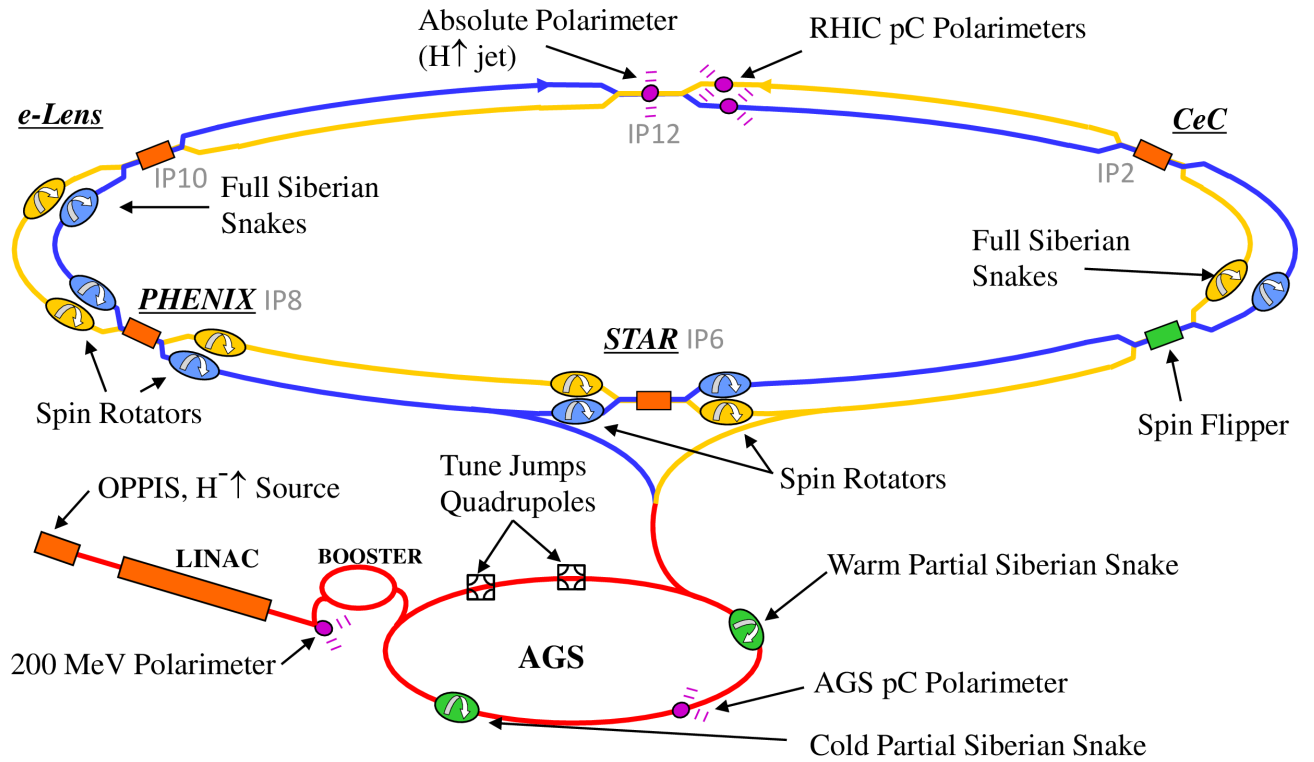 Absolute Polarimeter
(H↑ jet)
RHIC pC Polarimeters
e-Lens
CeC
IP12
IP10
IP2
Full Siberian
Snakes
Full Siberian
Snakes
PHENIX IP8
STAR IP6
Spin Rotators
Spin Flipper
Tune Jumps
Quadrupoles
Spin Rotators
OPPIS, H⁻↑ Source
LINAC
BOOSTER
Warm Partial Siberian Snake
200 MeV Polarimeter
AGS
AGS pC Polarimeter
Cold Partial Siberian Snake